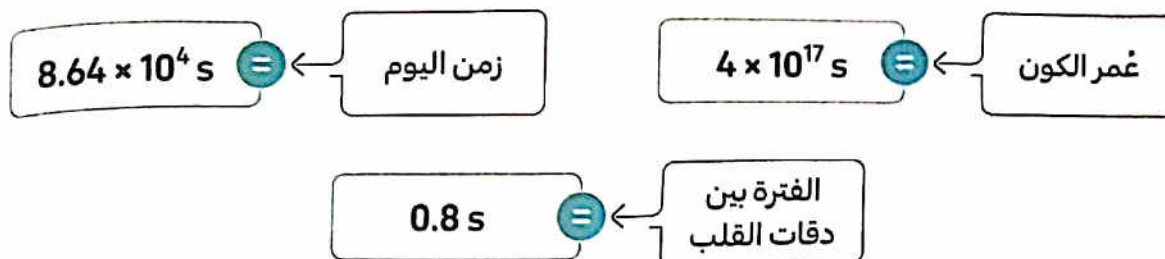 عُمر الكون = 4 × 10¹⁷ s
زمن اليوم = 8.64 × 10⁴ s
الفترة بين
دقات القلب
= 0.8 s